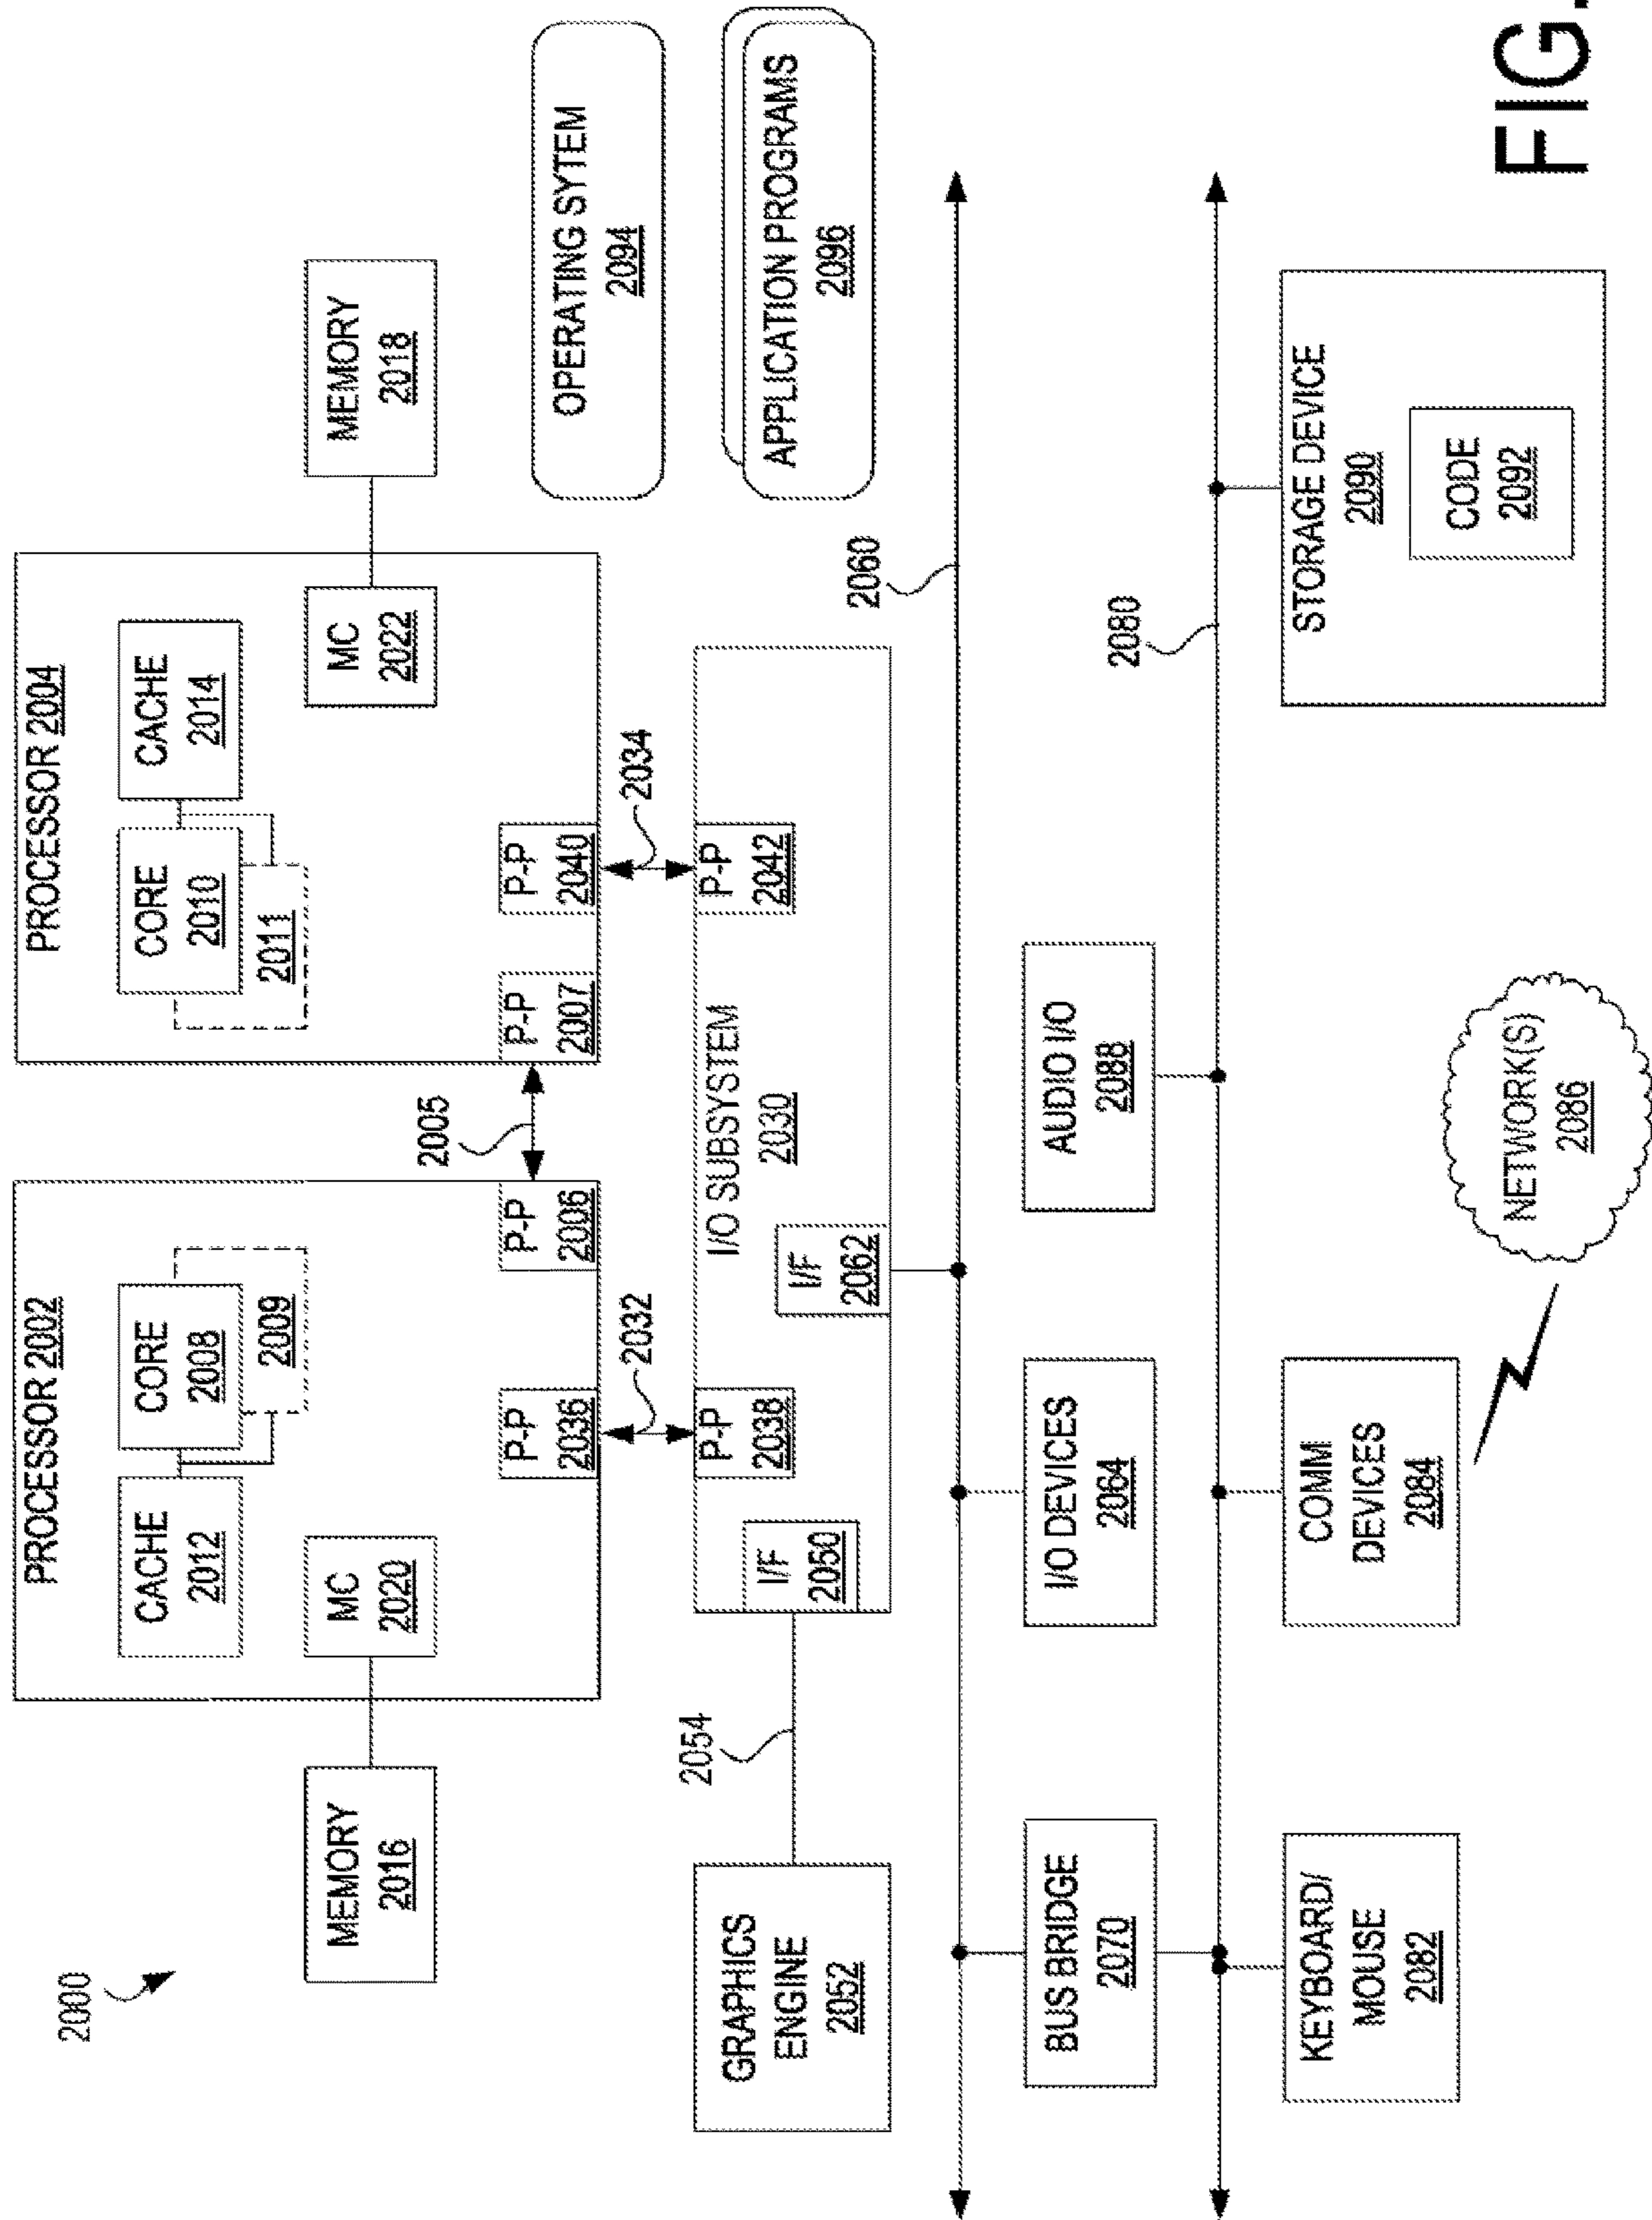 2000
PROCESSOR 2002
CACHE
2012
CORE
2008
2009
MC
2020
MEMORY
2016
P-P
2036
P-P
2006
2005
PROCESSOR 2004
CORE
2010
2011
CACHE
2014
MC
2022
MEMORY
2018
P-P
2007
P-P
2040
2032
2034
OPERATING SYTEM
2094
APPLICATION PROGRAMS
2096
GRAPHICS
ENGINE
2052
2054
I/F
2050
P-P
2038
I/O SUBSYSTEM
2030
I/F
2062
P-P
2042
2060
BUS BRIDGE
2070
I/O DEVICES
2064
AUDIO I/O
2088
2080
KEYBOARD/
MOUSE
2082
COMM
DEVICES
2084
NETWORK(S)
2086
STORAGE DEVICE
2090
CODE
2092
FIG.